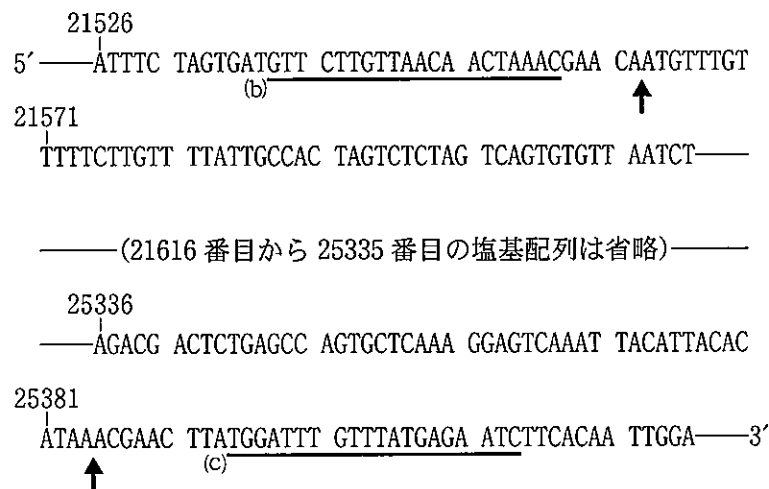 21526
5′ ATTTC TAGTGATGTT CTTGTTAACA ACTAAACGAA CAATGTTTGT
(b)
21571
TTTTCTTGTT TTATTGCCAC TAGTCTCTAG TCAGTGTGTT AATCT
(21616 番目から 25335 番目の塩基配列は省略)
25336
AGACG ACTCTGAGCC AGTGCTCAAA GGAGTCAAAT TACATTACAC
25381
ATAAACGAAC TTATGGATTT GTTTATGAGA ATCTTCACAA TTGGA 3′
(c)